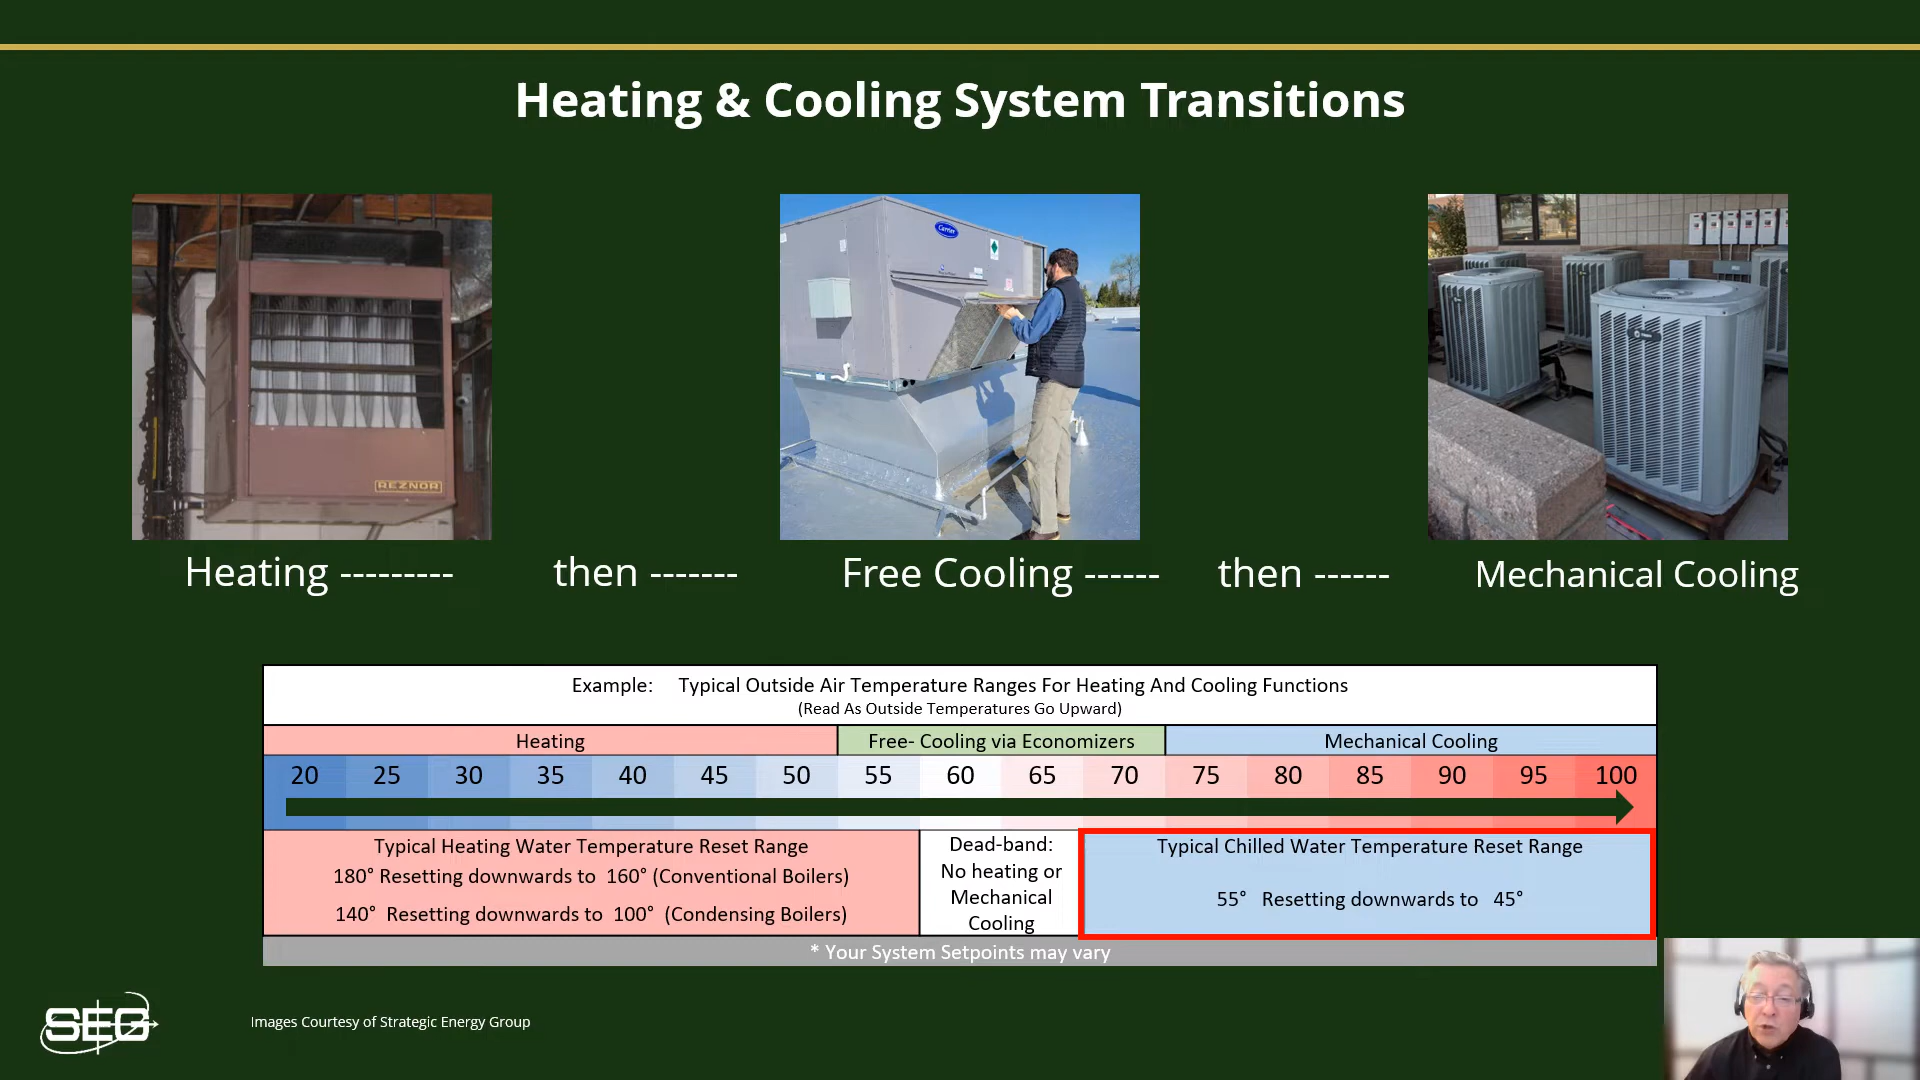 Heating & Cooling System Transitions
Carrier
REZNOR
Heating --------- then ------- Free Cooling ------ then ------ Mechanical Cooling
Example: Typical Outside Air Temperature Ranges For Heating And Cooling Functions
(Read As Outside Temperatures Go Upward)
Heating Free- Cooling via Economizers Mechanical Cooling
20 25 30 35 40 45 50 55 60 65 70 75 80 85 90 95 100
Typical Heating Water Temperature Reset Range
180° Resetting downwards to 160° (Conventional Boilers)
140° Resetting downwards to 100° (Condensing Boilers)
Dead-band:
No heating or
Mechanical
Cooling
Typical Chilled Water Temperature Reset Range
55° Resetting downwards to 45°
* Your System Setpoints may vary
SEG
Images Courtesy of Strategic Energy Group